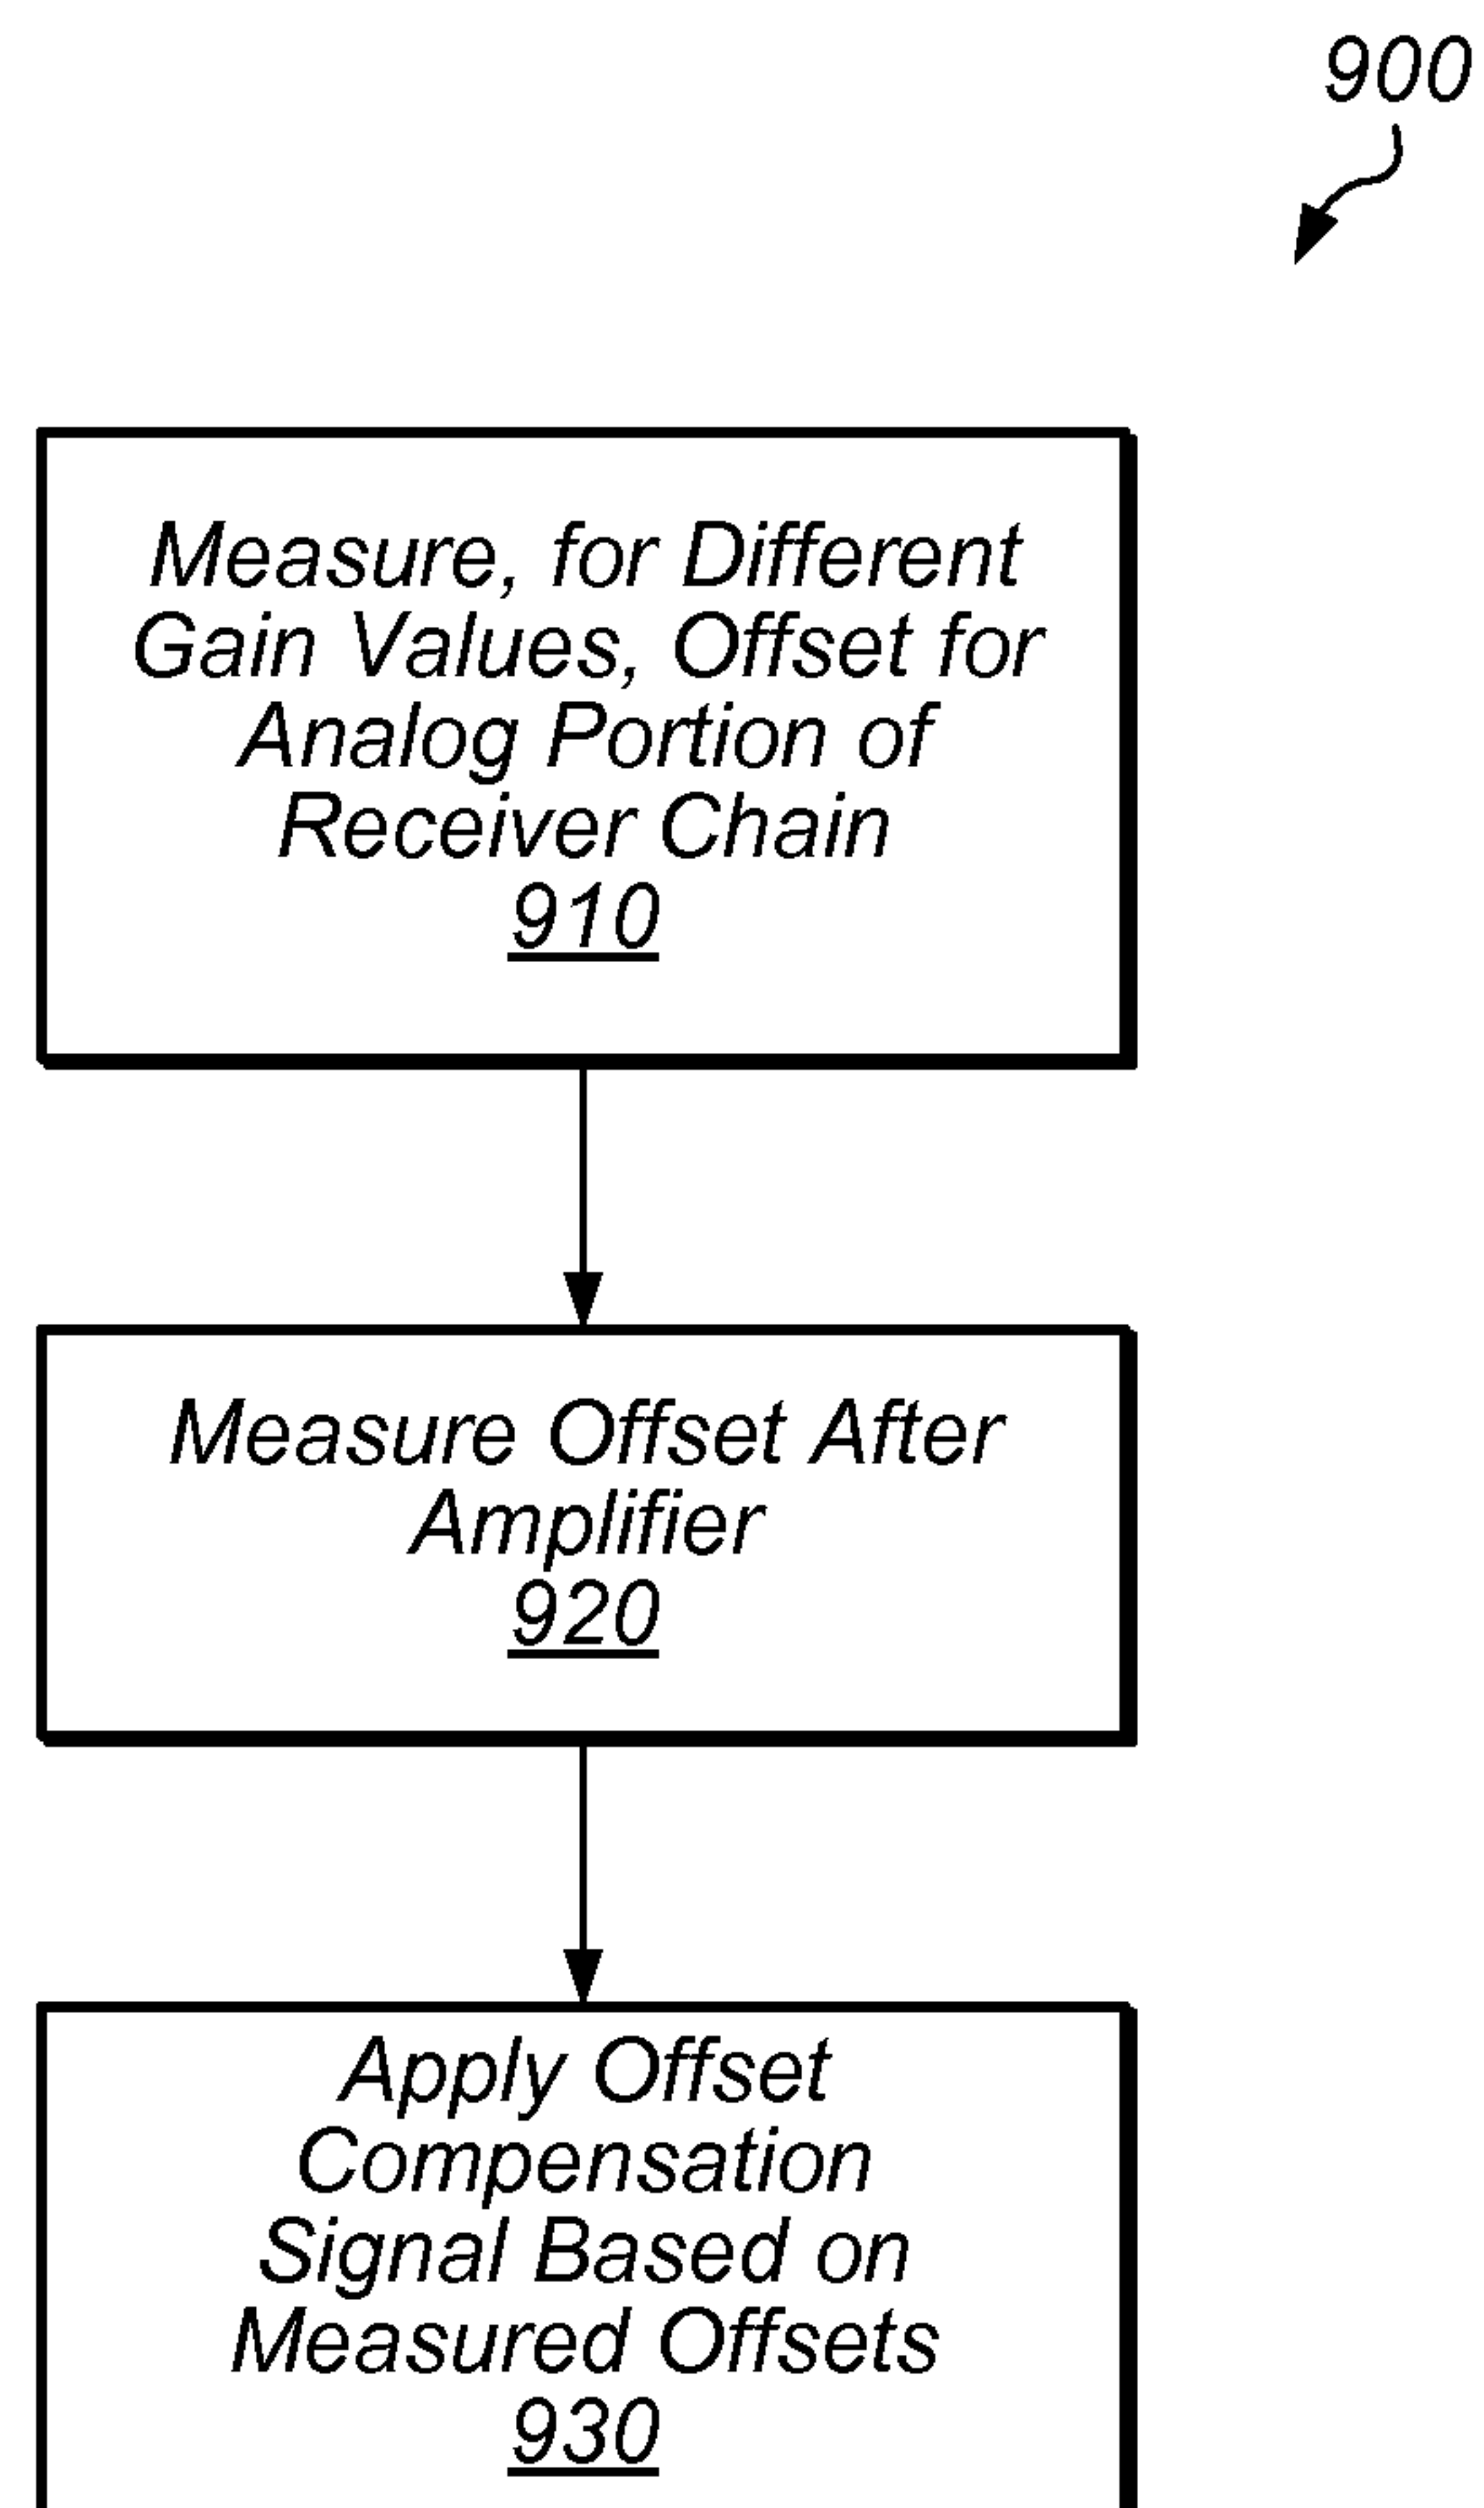 900
Measure, for Different
Gain Values, Offset for
Analog Portion of
Receiver Chain
910
Measure Offset After
Amplifier
920
Apply Offset
Compensation
Signal Based on
Measured Offsets
930